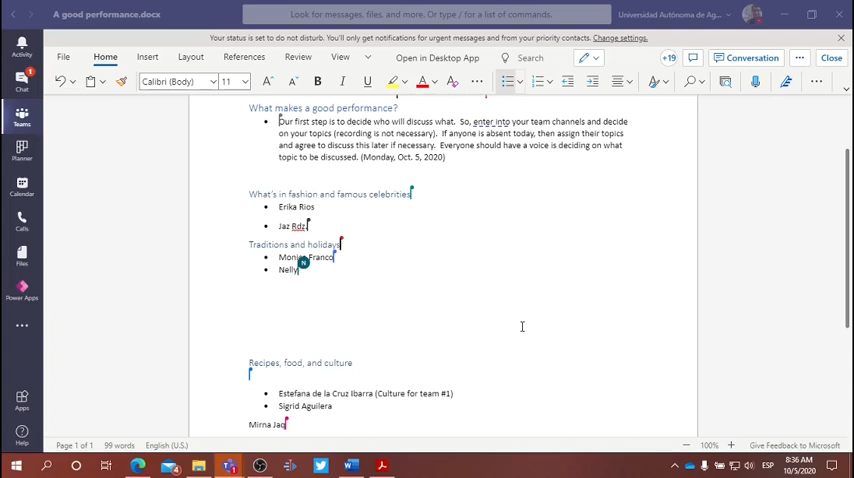 A good performance.docx
Look for messages, files, and more. Or type / for a list of commands.
Universidad Autónoma de Ag...
Your status is set to do not disturb. You'll only get notifications for urgent messages and from your priority contacts. Change settings.
File Home Insert Layout References Review View Open in Desktop App Search +19 Conversation Close
Calibri (Body) 11 B I U A
Activity
Chat 1
Teams
Planner
Calendar
Calls
Files
Power Apps
Apps
Help
What makes a good performance?
Our first step is to decide who will discuss what. So, enter into your team channels and decide
on your topics (recording is not necessary). If anyone is absent today, then assign their topics
and agree to discuss this later if necessary. Everyone should have a voice is deciding on what
topic to be discussed. (Monday, Oct. 5, 2020)
What's in fashion and famous celebrities
Erika Rios
Jaz Rdz.
Traditions and holidays
Monica Franco
N
Nelly
Recipes, food, and culture
Estefana de la Cruz Ibarra (Culture for team #1)
Sigrid Aguilera
Mirna Jaq
Page 1 of 1 99 words English (U.S.) 100% Give Feedback to Microsoft
ESP 8:36 AM
10/5/2020